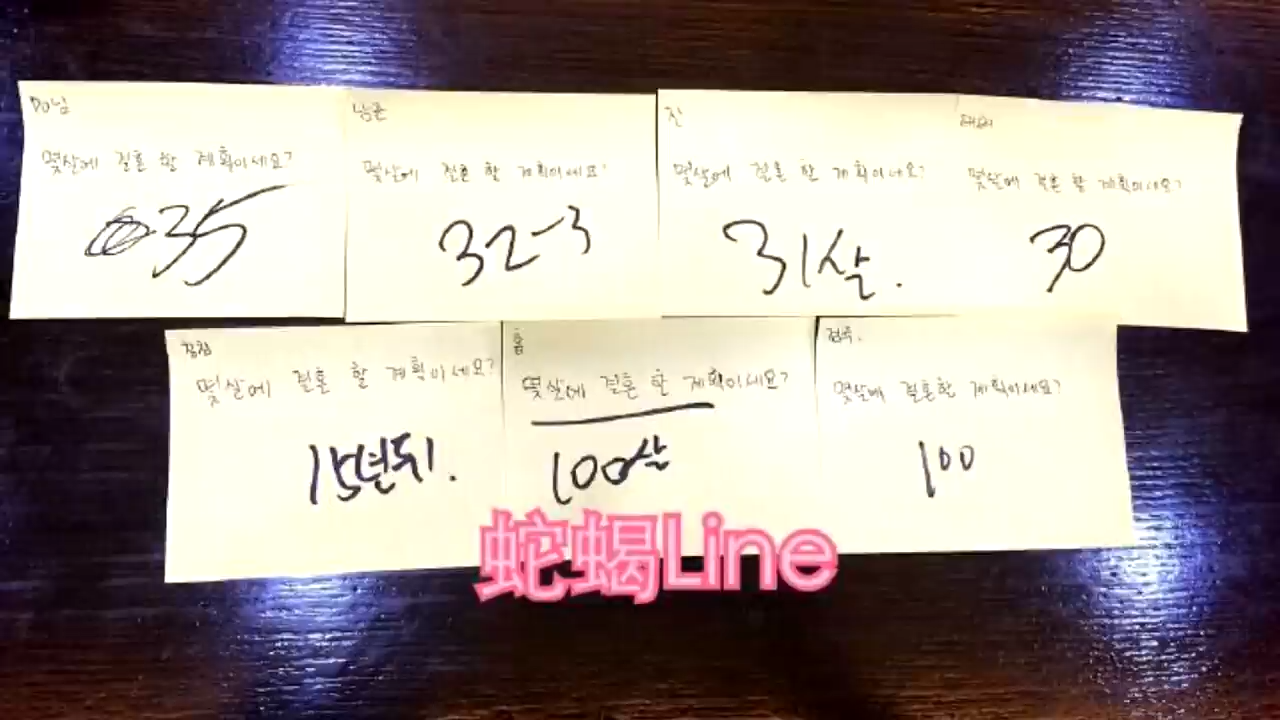 DO님
몇살에 결혼 할 계획이세요?
35
남준
몇살에 결혼 할 계획이세요?
32-3
진
몇살에 결혼 할 계획이세요?
31살.
몇살에 결혼 할 계획이세요?
30
몇살에 결혼 할 계획이세요?
15년뒤.
홉
몇살에 결혼 할 계획이세요?
100살
정국.
몇살에 결혼할 계획이세요?
100
蛇蝎Line